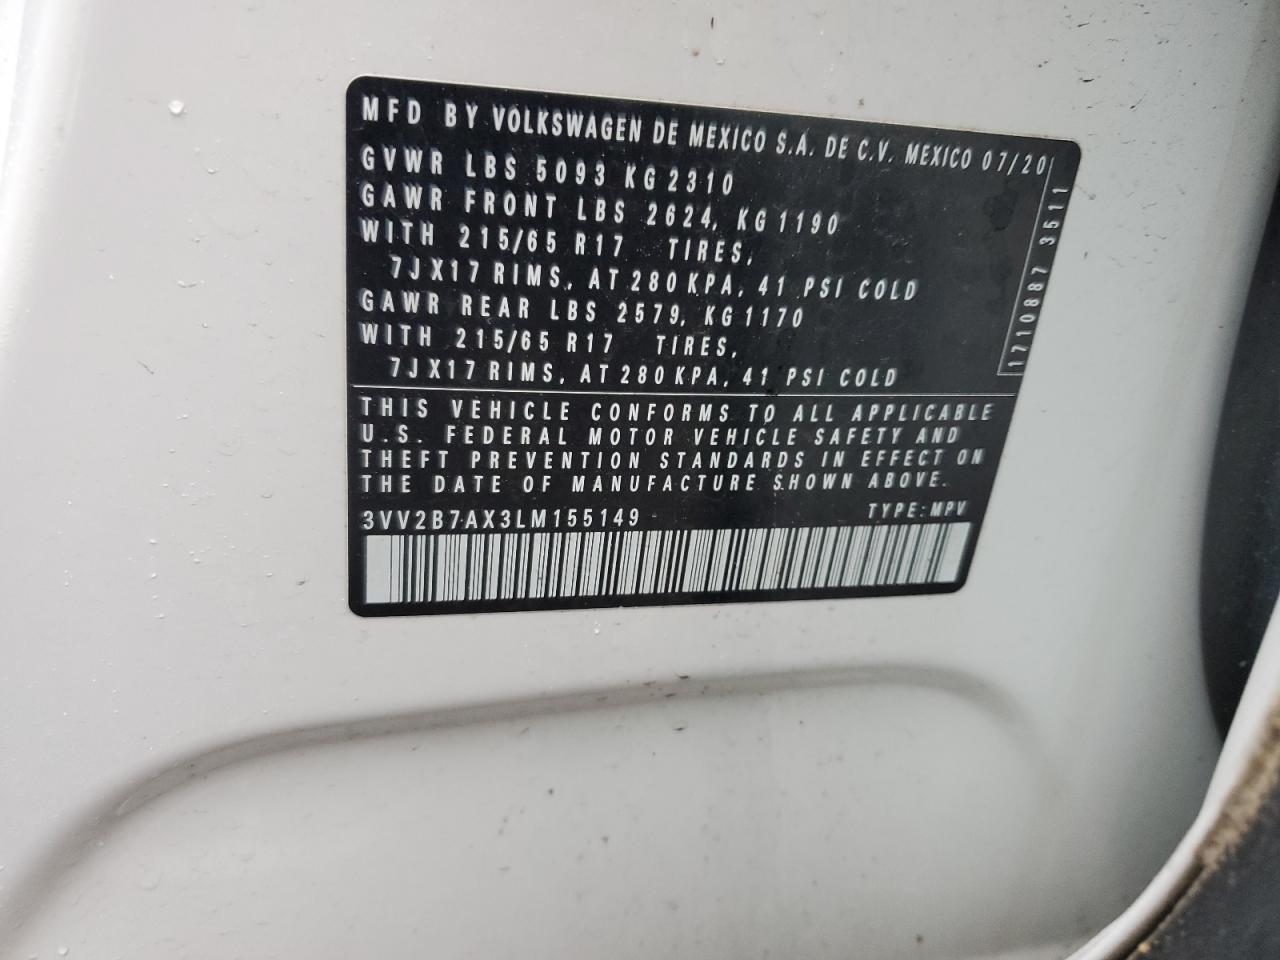 MFD BY VOLKSWAGEN DE MEXICO S.A. DE C.V. MEXICO 07/20
GVWR LBS 5093 KG 2310
GAWR FRONT LBS 2624, KG 1190
WITH 215/65 R17 TIRES,
7JX17 RIMS, AT 280 KPA, 41 PSI COLD
GAWR REAR LBS 2579, KG 1170
WITH 215/65 R17 TIRES,
7JX17 RIMS, AT 280 KPA, 41 PSI COLD
1710887 3511
THIS VEHICLE CONFORMS TO ALL APPLICABLE
U.S. FEDERAL MOTOR VEHICLE SAFETY AND
THEFT PREVENTION STANDARDS IN EFFECT ON
THE DATE OF MANUFACTURE SHOWN ABOVE.
3VV2B7AX3LM155149 TYPE: MPV